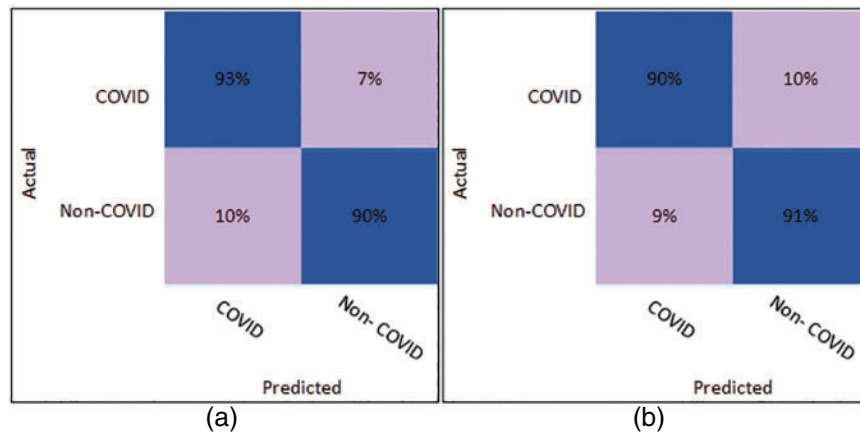 93% 7%
COVID
Actual
Non-COVID
10% 90%
COVID
Non- COVID
Predicted
(a)
90% 10%
COVID
Actual
Non-COVID
9% 91%
COVID
Non- COVID
Predicted
(b)